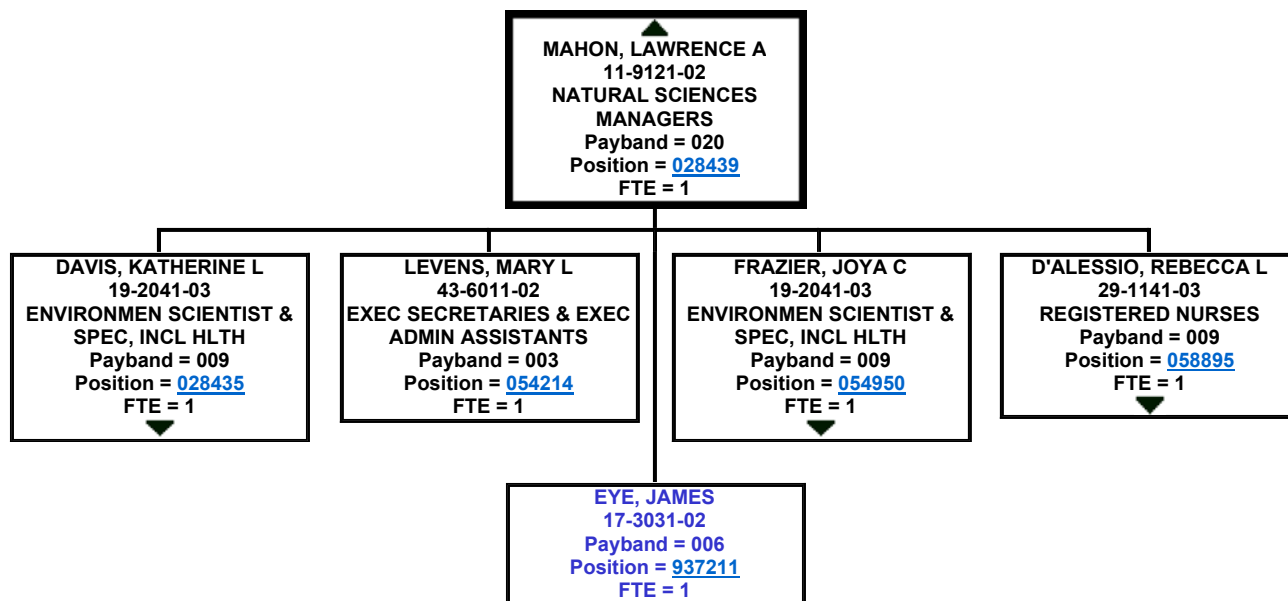 MAHON, LAWRENCE A
11-9121-02
NATURAL SCIENCES
MANAGERS
Payband = 020
Position = 028439
FTE = 1
DAVIS, KATHERINE L
19-2041-03
ENVIRONMEN SCIENTIST &
SPEC, INCL HLTH
Payband = 009
Position = 028435
FTE = 1
LEVENS, MARY L
43-6011-02
EXEC SECRETARIES & EXEC
ADMIN ASSISTANTS
Payband = 003
Position = 054214
FTE = 1
FRAZIER, JOYA C
19-2041-03
ENVIRONMEN SCIENTIST &
SPEC, INCL HLTH
Payband = 009
Position = 054950
FTE = 1
D'ALESSIO, REBECCA L
29-1141-03
REGISTERED NURSES
Payband = 009
Position = 058895
FTE = 1
EYE, JAMES
17-3031-02
Payband = 006
Position = 937211
FTE = 1